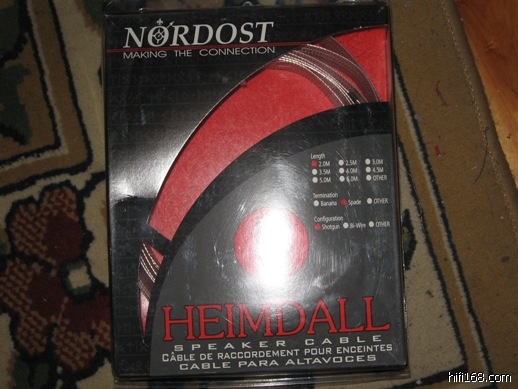 NORDOST
MAKING THE CONNECTION
Length
2.0M 2.5M 3.0M
3.5M 4.0M 4.5M
5.0M 6.0M OTHER
Termination
Banana Spade OTHER
Configuration
Shotgun Bi-Wyre OTHER
HEIMDALL
SPEAKER CABLE
CÂBLE DE RACCORDEMENT POUR ENCEINTES
CABLE PARA ALTAVOCES
hifi168.com